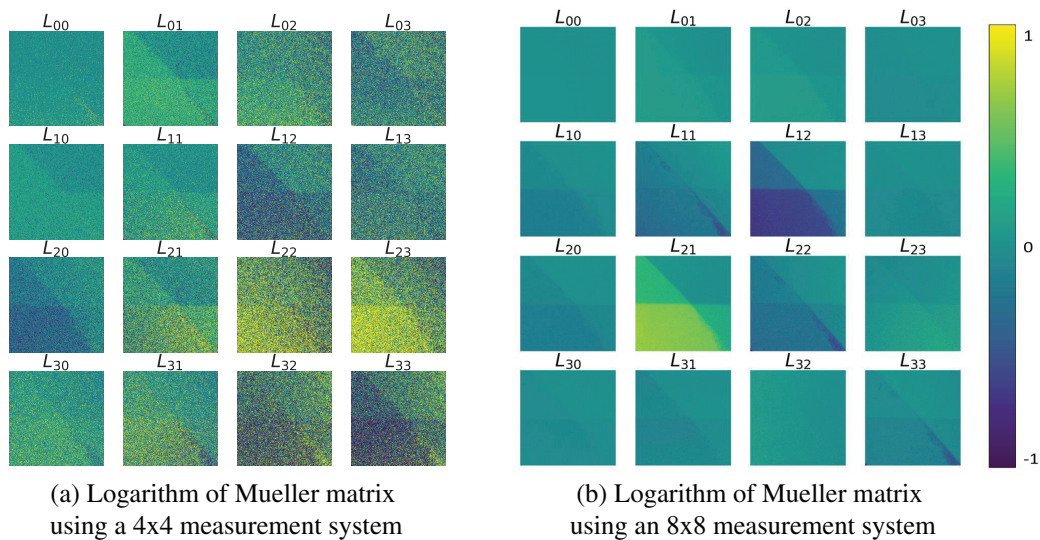 L00 L01 L02 L03
L10 L11 L12 L13
L20 L21 L22 L23
L30 L31 L32 L33
(a) Logarithm of Mueller matrix
using a 4x4 measurement system
L00 L01 L02 L03
L10 L11 L12 L13
L20 L21 L22 L23
L30 L31 L32 L33
1
0
-1
(b) Logarithm of Mueller matrix
using an 8x8 measurement system